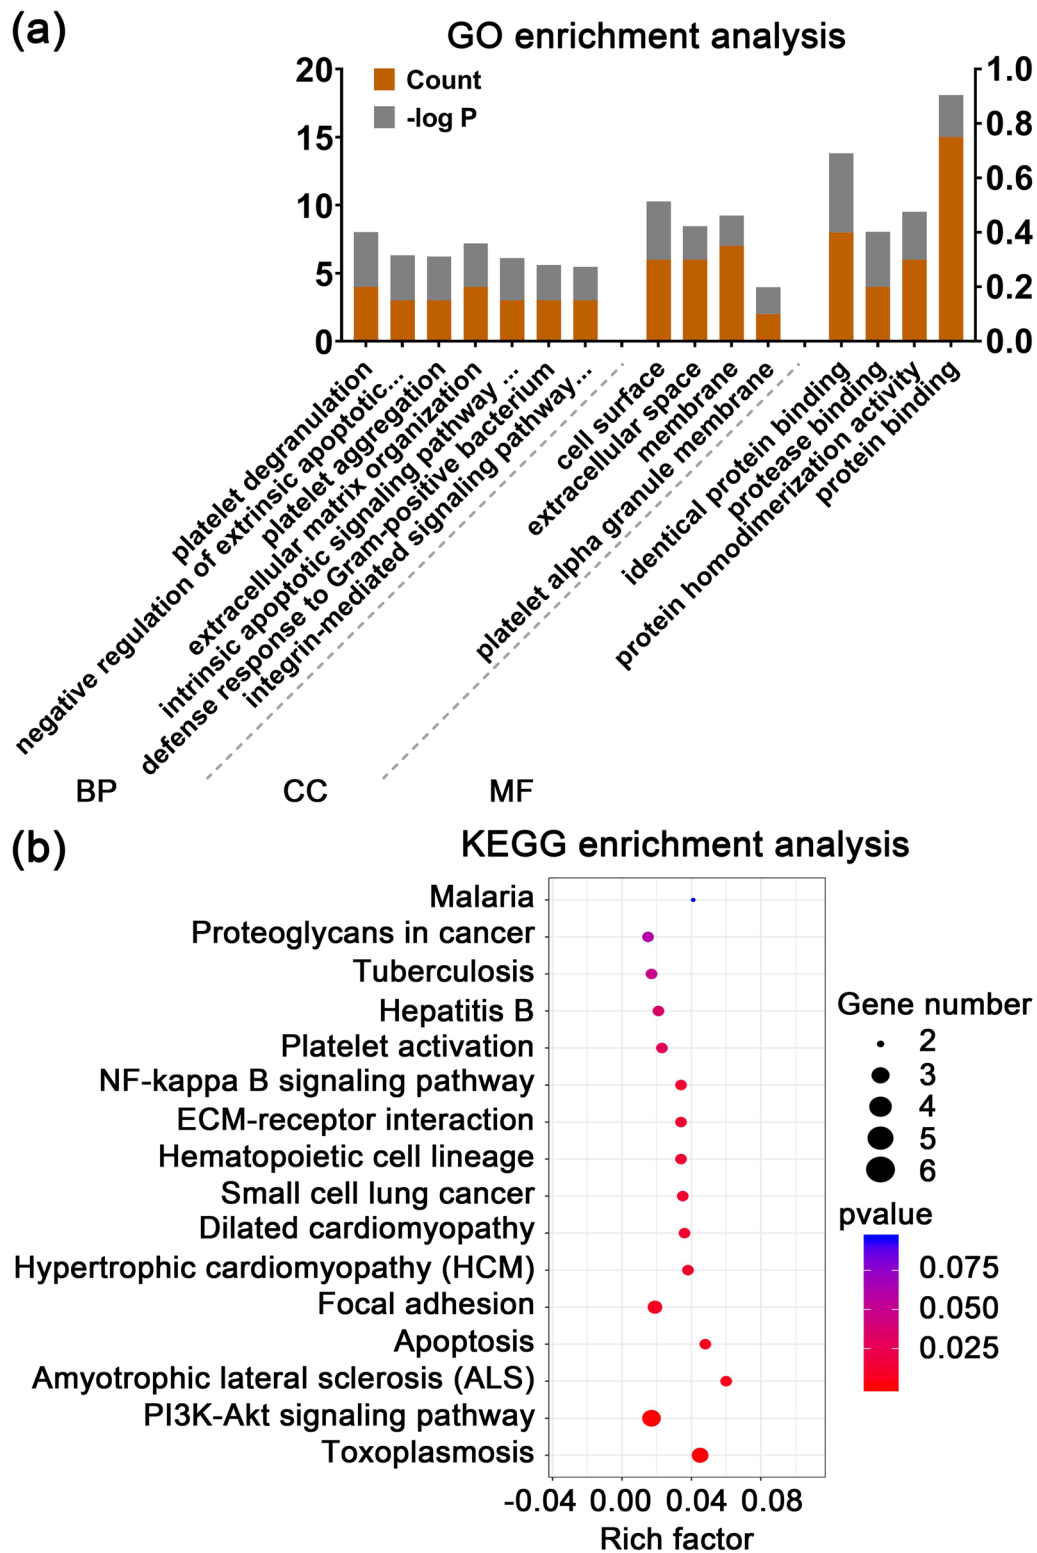 (a)
GO enrichment analysis
Count
-log P
20
15
10
5
0
1.0
0.8
0.6
0.4
0.2
0.0
platelet degranulation
negative regulation of extrinsic apoptotic...
platelet aggregation
extracellular matrix organization
intrinsic apoptotic signaling pathway ...
defense response to Gram-positive bacterium
integrin-mediated signaling pathway...
cell surface
extracellular space
membrane
platelet alpha granule membrane
identical protein binding
protease binding
protein homodimerization activity
protein binding
BP
CC
MF
(b)
KEGG enrichment analysis
Malaria
Proteoglycans in cancer
Tuberculosis
Hepatitis B
Platelet activation
NF-kappa B signaling pathway
ECM-receptor interaction
Hematopoietic cell lineage
Small cell lung cancer
Dilated cardiomyopathy
Hypertrophic cardiomyopathy (HCM)
Focal adhesion
Apoptosis
Amyotrophic lateral sclerosis (ALS)
PI3K-Akt signaling pathway
Toxoplasmosis
-0.04 0.00 0.04 0.08
Rich factor
Gene number
2
3
4
5
6
pvalue
0.075
0.050
0.025